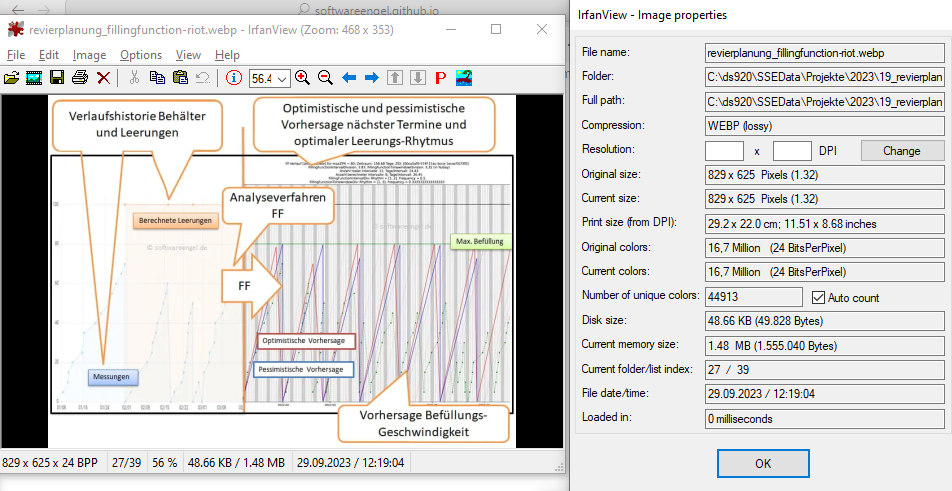 softwareengel.github.io
revierplanung_fillingfunction-riot.webp - IrfanView (Zoom: 468 x 353)
File Edit Image Options View Help
56.4
P
Verlaufshistorie Behälter
und Leerungen
Optimistische und pessimistische
Vorhersage nächster Termine und
optimaler Leerungs-Rhytmus
Analyseverfahren
FF
Berechnete Leerungen
© softwareengel.de
© softwareengel.de
Max. Befüllung
FF
Optimistische Vorhersage
Pessimistische Vorhersage
Messungen
Vorhersage Befüllungs-
Geschwindigkeit
829 x 625 x 24 BPP 27/39 56 % 48.66 KB / 1.48 MB 29.09.2023 / 12:19:04
IrfanView - Image properties
File name: revierplanung_fillingfunction-riot.webp
Folder: C:\ds920\SSEData\Projekte\2023\19_revierplan
Full path: C:\ds920\SSEData\Projekte\2023\19_revierplan
Compression: WEBP (lossy)
Resolution: x DPI Change
Original size: 829 x 625 Pixels (1.32)
Current size: 829 x 625 Pixels (1.32)
Print size (from DPI): 29.2 x 22.0 cm; 11.51 x 8.68 inches
Original colors: 16,7 Million (24 BitsPerPixel)
Current colors: 16,7 Million (24 BitsPerPixel)
Number of unique colors: 44913 Auto count
Disk size: 48.66 KB (49.828 Bytes)
Current memory size: 1.48 MB (1.555.040 Bytes)
Current folder/list index: 27 / 39
File date/time: 29.09.2023 / 12:19:04
Loaded in: 0 milliseconds
OK